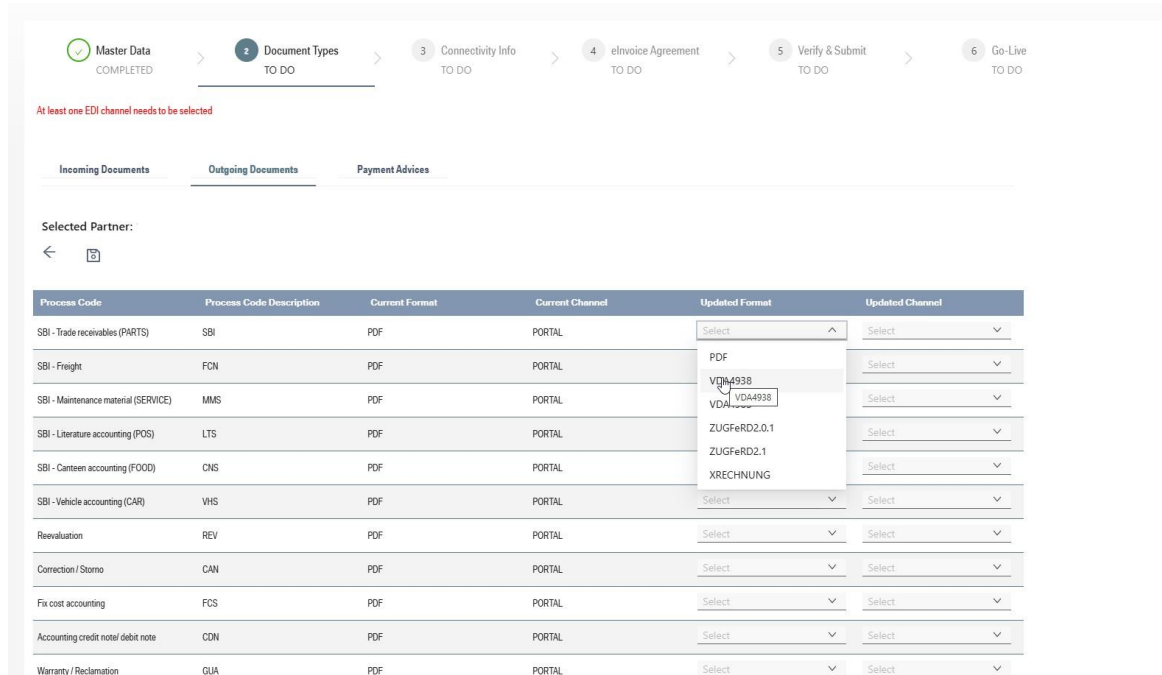 Master Data
COMPLETED
2 Document Types
TO DO
3 Connectivity Info
TO DO
4 eInvoice Agreement
TO DO
5 Verify & Submit
TO DO
6 Go-Live
TO DO
At least one EDI channel needs to be selected
Incoming Documents Outgoing Documents Payment Advices
Selected Partner:
Process Code Process Code Description Current Format Current Channel Updated Format Updated Channel
SBI - Trade receivables (PARTS) SBI PDF PORTAL Select Select
SBI - Freight FCN PDF PORTAL Select
SBI - Maintenance material (SERVICE) MMS PDF PORTAL Select
SBI - Literature accounting (POS) LTS PDF PORTAL Select
SBI - Canteen accounting (FOOD) CNS PDF PORTAL Select
SBI - Vehicle accounting (CAR) VHS PDF PORTAL Select Select
Reevaluation REV PDF PORTAL Select Select
Correction / Storno CAN PDF PORTAL Select Select
Fix cost accounting FCS PDF PORTAL Select Select
Accounting credit note/ debit note CDN PDF PORTAL Select Select
Warranty / Reclamation GUA PDF PORTAL Select Select
PDF
VDA4938
VDA4938
ZUGFeRD2.0.1
ZUGFeRD2.1
XRECHNUNG